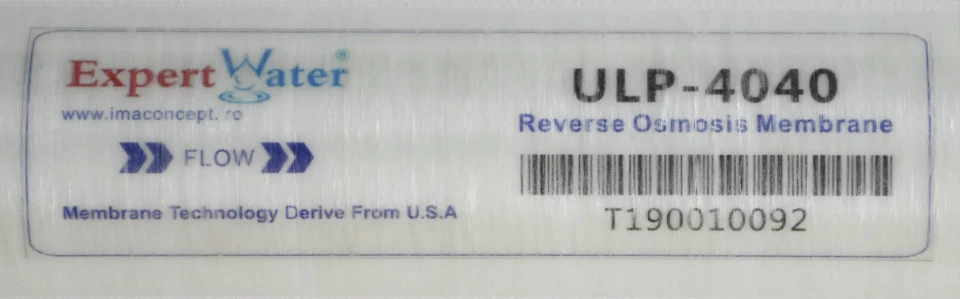 Expert Water®
www.imaconcept.ro
FLOW
Membrane Technology Derive From U.S.A
ULP-4040
Reverse Osmosis Membrane
T190010092